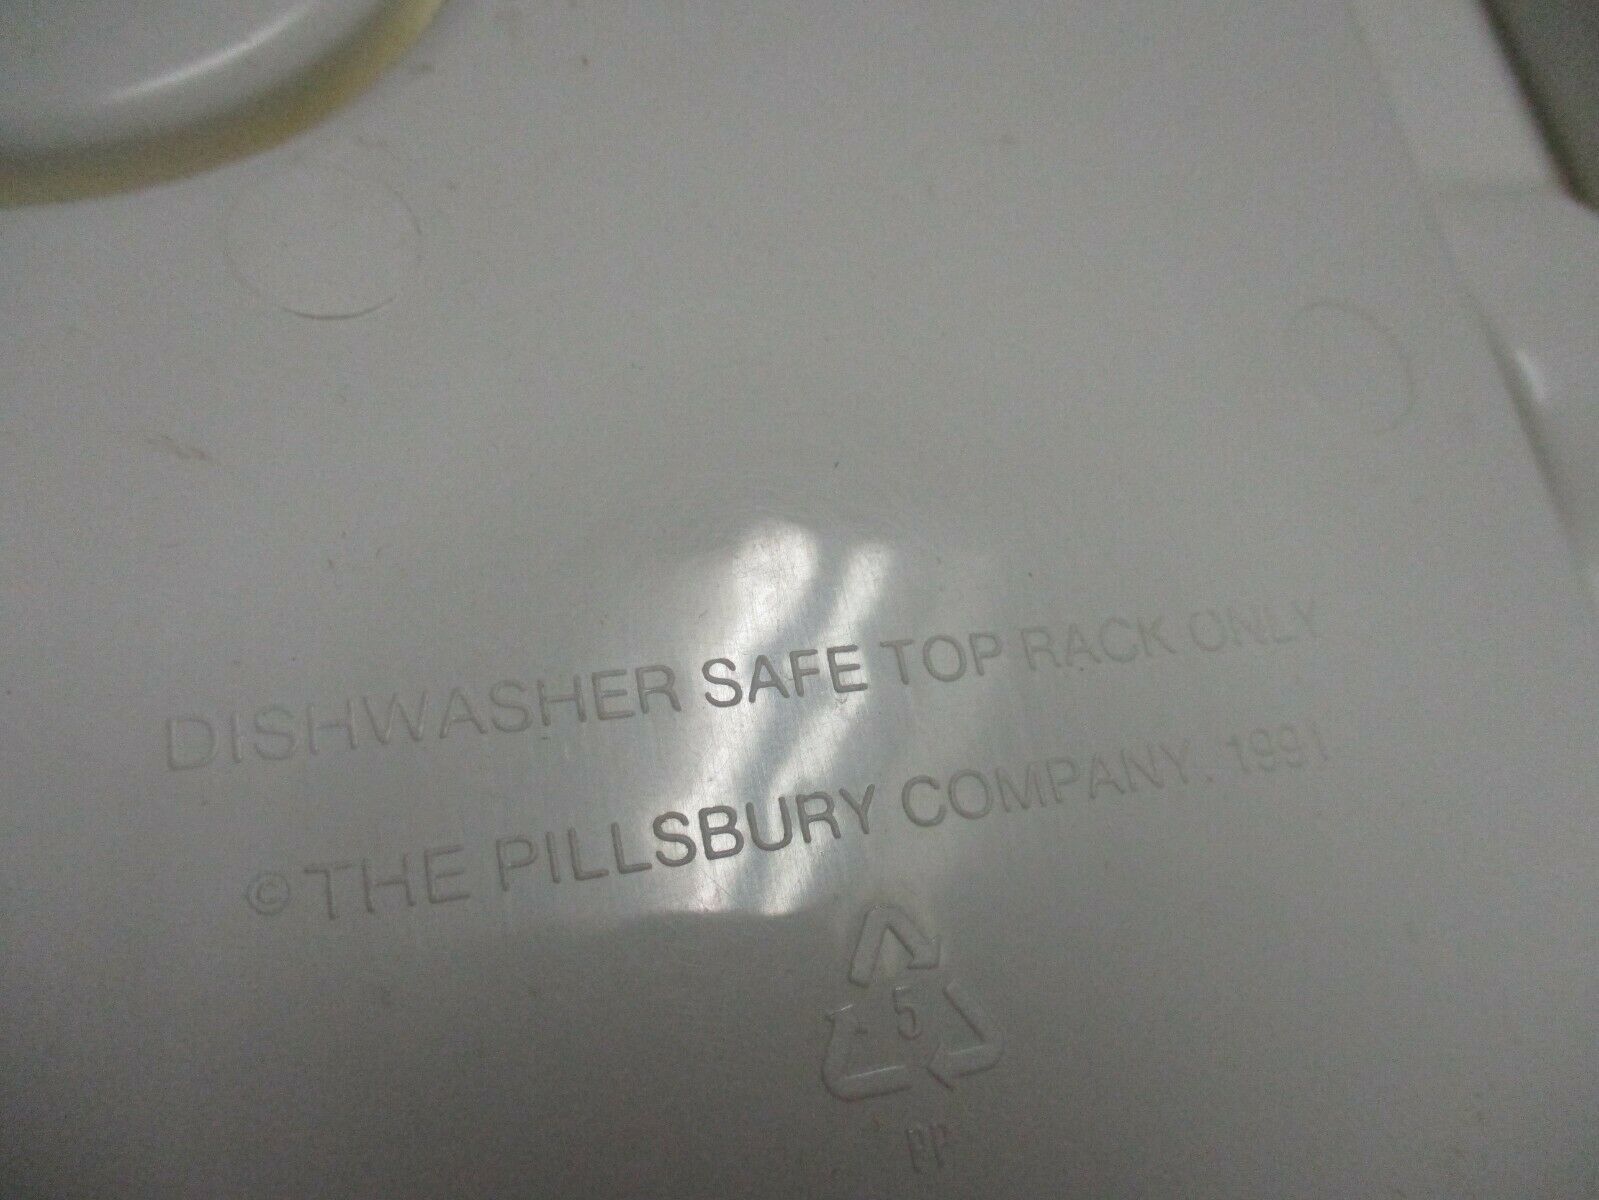 DISHWASHER SAFE TOP RACK ONLY
© THE PILLSBURY COMPANY. 1991
5
PP